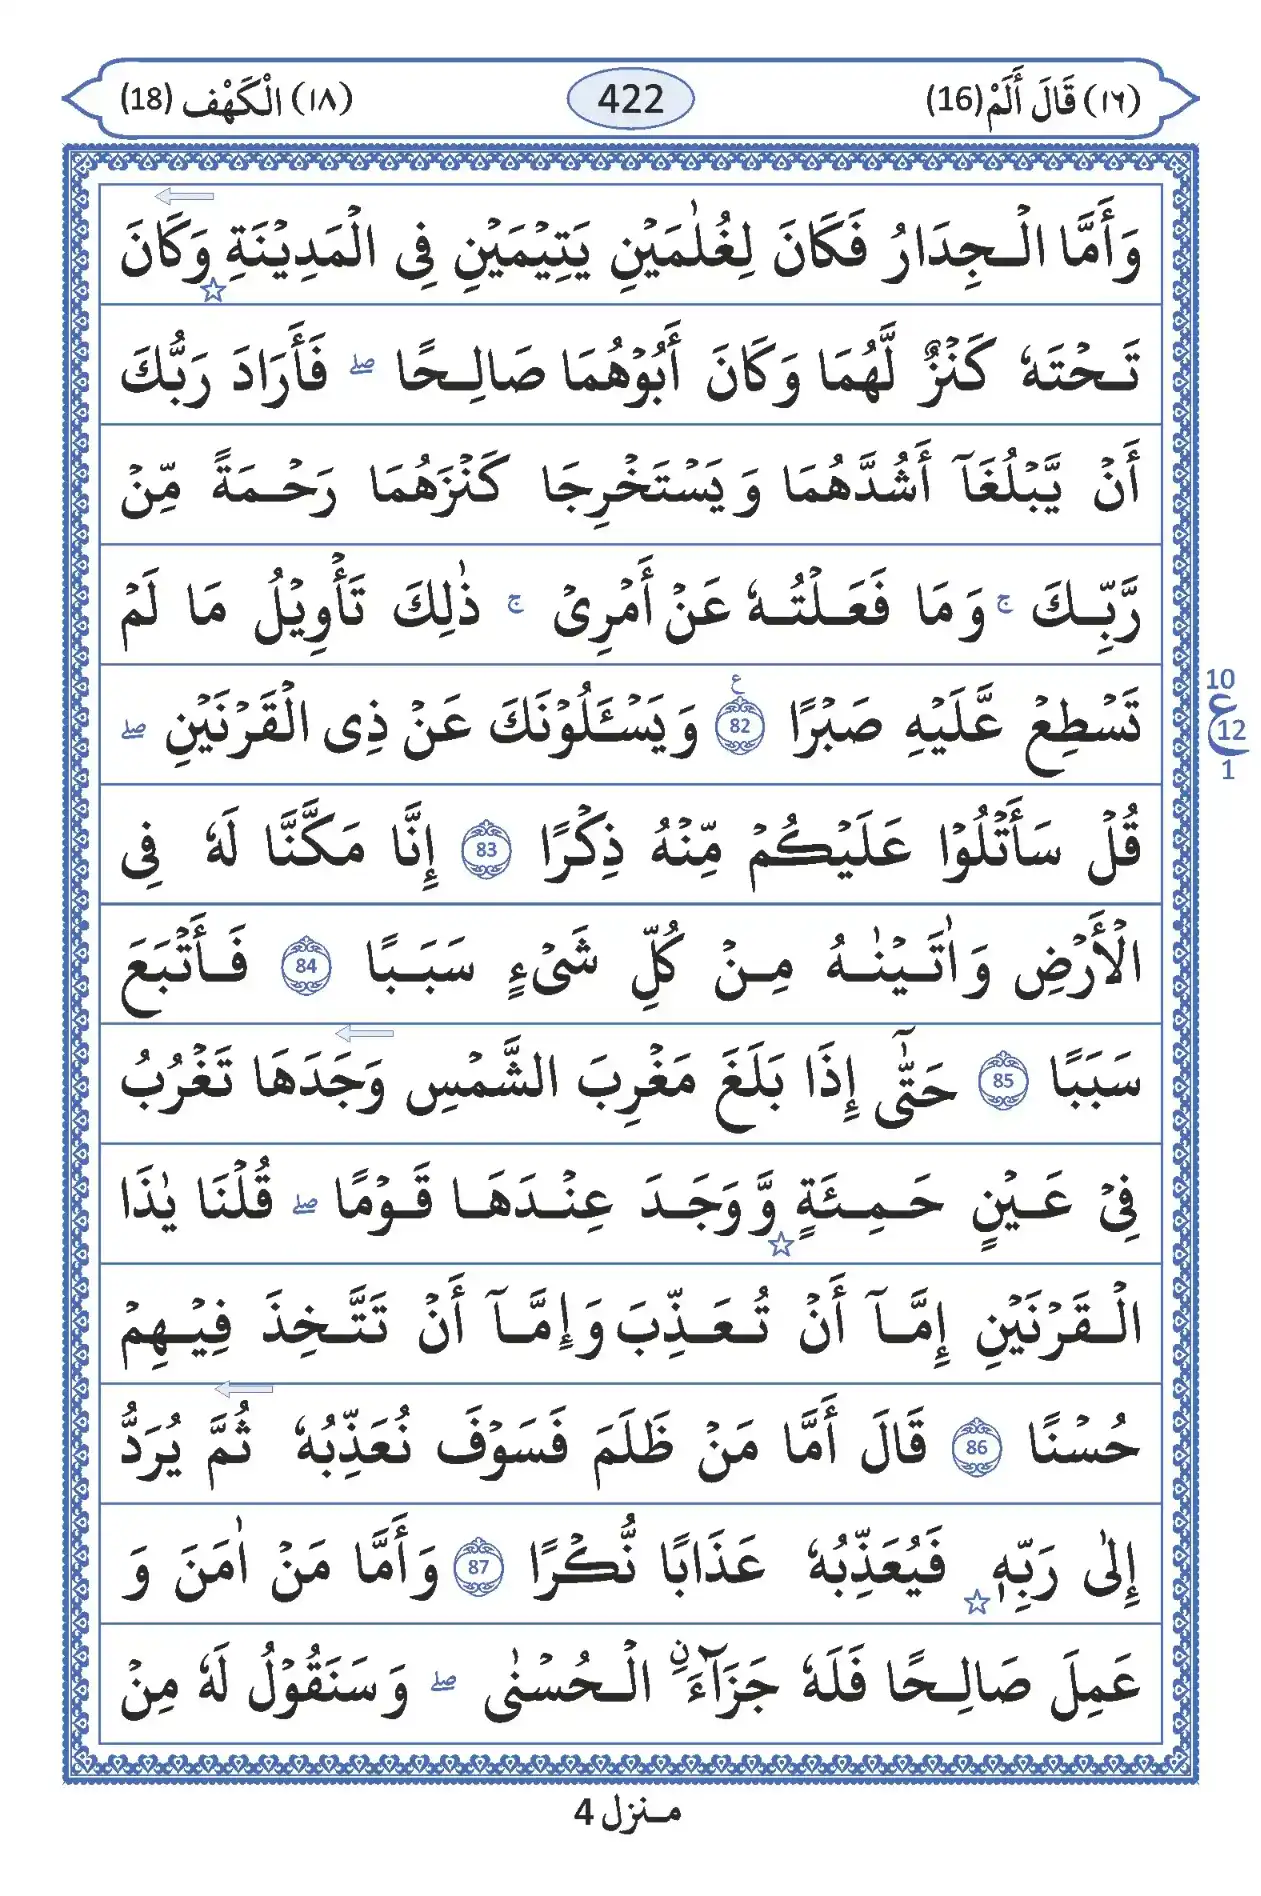 (١٦) قَالَ أَلَمْ (16)
422
(١٨) الْكَهْف (18)
وَأَمَّا الْجِدَارُ فَكَانَ لِغُلٰمَيْنِ يَتِيْمَيْنِ فِى الْمَدِيْنَةِ وَكَانَ
تَحْتَهٗ كَنْزٌ لَّهُمَا وَكَانَ أَبُوْهُمَا صَالِحًا ۖ فَأَرَادَ رَبُّكَ
أَنْ يَّبْلُغَآ أَشُدَّهُمَا وَيَسْتَخْرِجَا كَنْزَهُمَا رَحْمَةً مِّنْ
رَّبِّكَ ۚ وَمَا فَعَلْتُهٗ عَنْ أَمْرِىْ ۚ ذٰلِكَ تَأْوِيْلُ مَا لَمْ
تَسْطِعْ عَّلَيْهِ صَبْرًا 82 ع وَيَسْـَٔلُوْنَكَ عَنْ ذِى الْقَرْنَيْنِ ۖ
10 ع 12 1
قُلْ سَأَتْلُوْا عَلَيْكُمْ مِّنْهُ ذِكْرًا 83 إِنَّا مَكَّنَّا لَهٗ فِى
الْأَرْضِ وَاٰتَيْنٰهُ مِنْ كُلِّ شَىْءٍ سَبَبًا 84 فَأَتْبَعَ
سَبَبًا 85 حَتّٰٓى إِذَا بَلَغَ مَغْرِبَ الشَّمْسِ وَجَدَهَا تَغْرُبُ
فِىْ عَيْنٍ حَمِئَةٍ وَّوَجَدَ عِنْدَهَا قَوْمًا ۖ قُلْنَا يٰذَا
الْقَرْنَيْنِ إِمَّآ أَنْ تُعَذِّبَ وَإِمَّآ أَنْ تَتَّخِذَ فِيْهِمْ
حُسْنًا 86 قَالَ أَمَّا مَنْ ظَلَمَ فَسَوْفَ نُعَذِّبُهٗ ثُمَّ يُرَدُّ
إِلٰى رَبِّهٖ فَيُعَذِّبُهٗ عَذَابًا نُّكْرًا 87 وَأَمَّا مَنْ اٰمَنَ وَ
عَمِلَ صَالِحًا فَلَهٗ جَزَآءَ ۨ الْحُسْنٰى ۖ وَسَنَقُوْلُ لَهٗ مِنْ
منزل 4